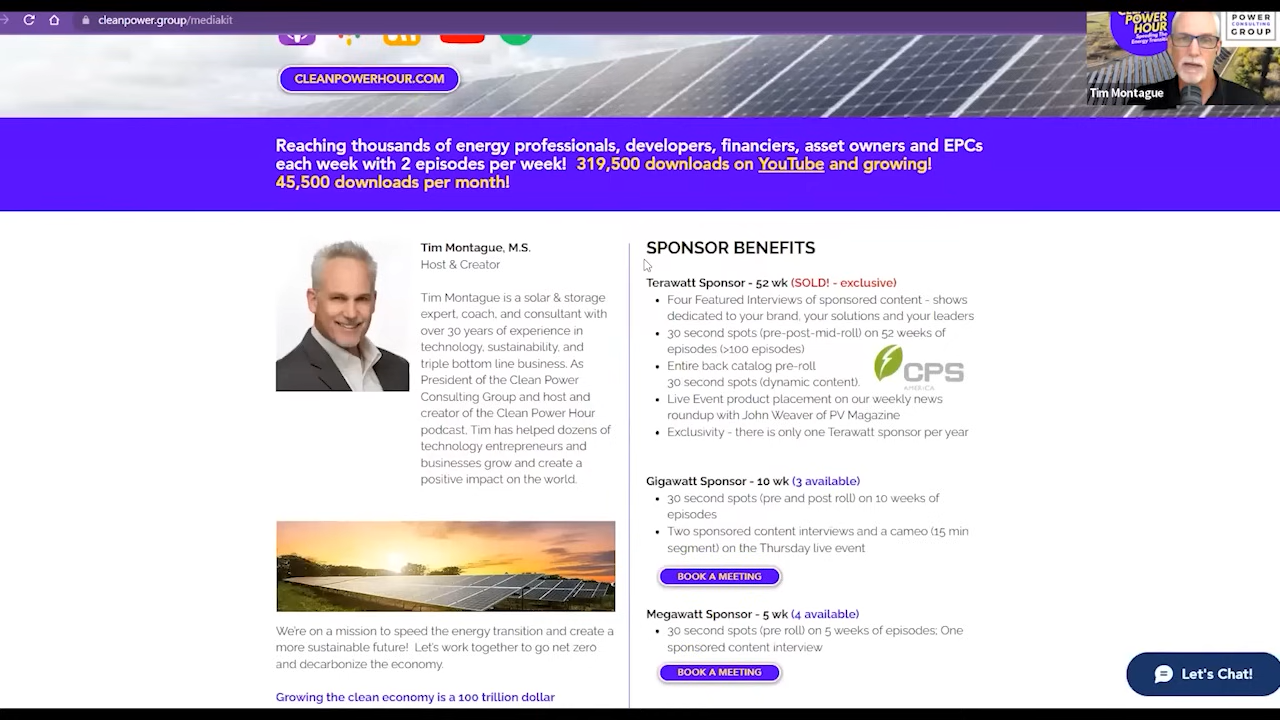 cleanpower.group/mediakit
CLEAN
POWER
HOUR
Speeding The
Energy Transition
POWER
CONSULTING
GROUP
Tim Montague
CLEANPOWERHOUR.COM
Reaching thousands of energy professionals, developers, financiers, asset owners and EPCs
each week with 2 episodes per week! 319,500 downloads on YouTube and growing!
45,500 downloads per month!
Tim Montague, M.S.
Host & Creator
Tim Montague is a solar & storage
expert, coach, and consultant with
over 30 years of experience in
technology, sustainability, and
triple bottom line business. As
President of the Clean Power
Consulting Group and host and
creator of the Clean Power Hour
podcast, Tim has helped dozens of
technology entrepreneurs and
businesses grow and create a
positive impact on the world.
We're on a mission to speed the energy transition and create a
more sustainable future! Let's work together to go net zero
and decarbonize the economy.
Growing the clean economy is a 100 trillion dollar
SPONSOR BENEFITS
Terawatt Sponsor - 52 wk (SOLD! - exclusive)
Four Featured Interviews of sponsored content - shows
dedicated to your brand, your solutions and your leaders
30 second spots (pre-post-mid-roll) on 52 weeks of
episodes (>100 episodes)
Entire back catalog pre-roll
30 second spots (dynamic content).
CPS
AMERICA
Live Event product placement on our weekly news
roundup with John Weaver of PV Magazine
Exclusivity - there is only one Terawatt sponsor per year
Gigawatt Sponsor - 10 wk (3 available)
30 second spots (pre and post roll) on 10 weeks of
episodes
Two sponsored content interviews and a cameo (15 min
segment) on the Thursday live event
BOOK A MEETING
Megawatt Sponsor - 5 wk (4 available)
30 second spots (pre roll) on 5 weeks of episodes; One
sponsored content interview
BOOK A MEETING
Let's Chat!